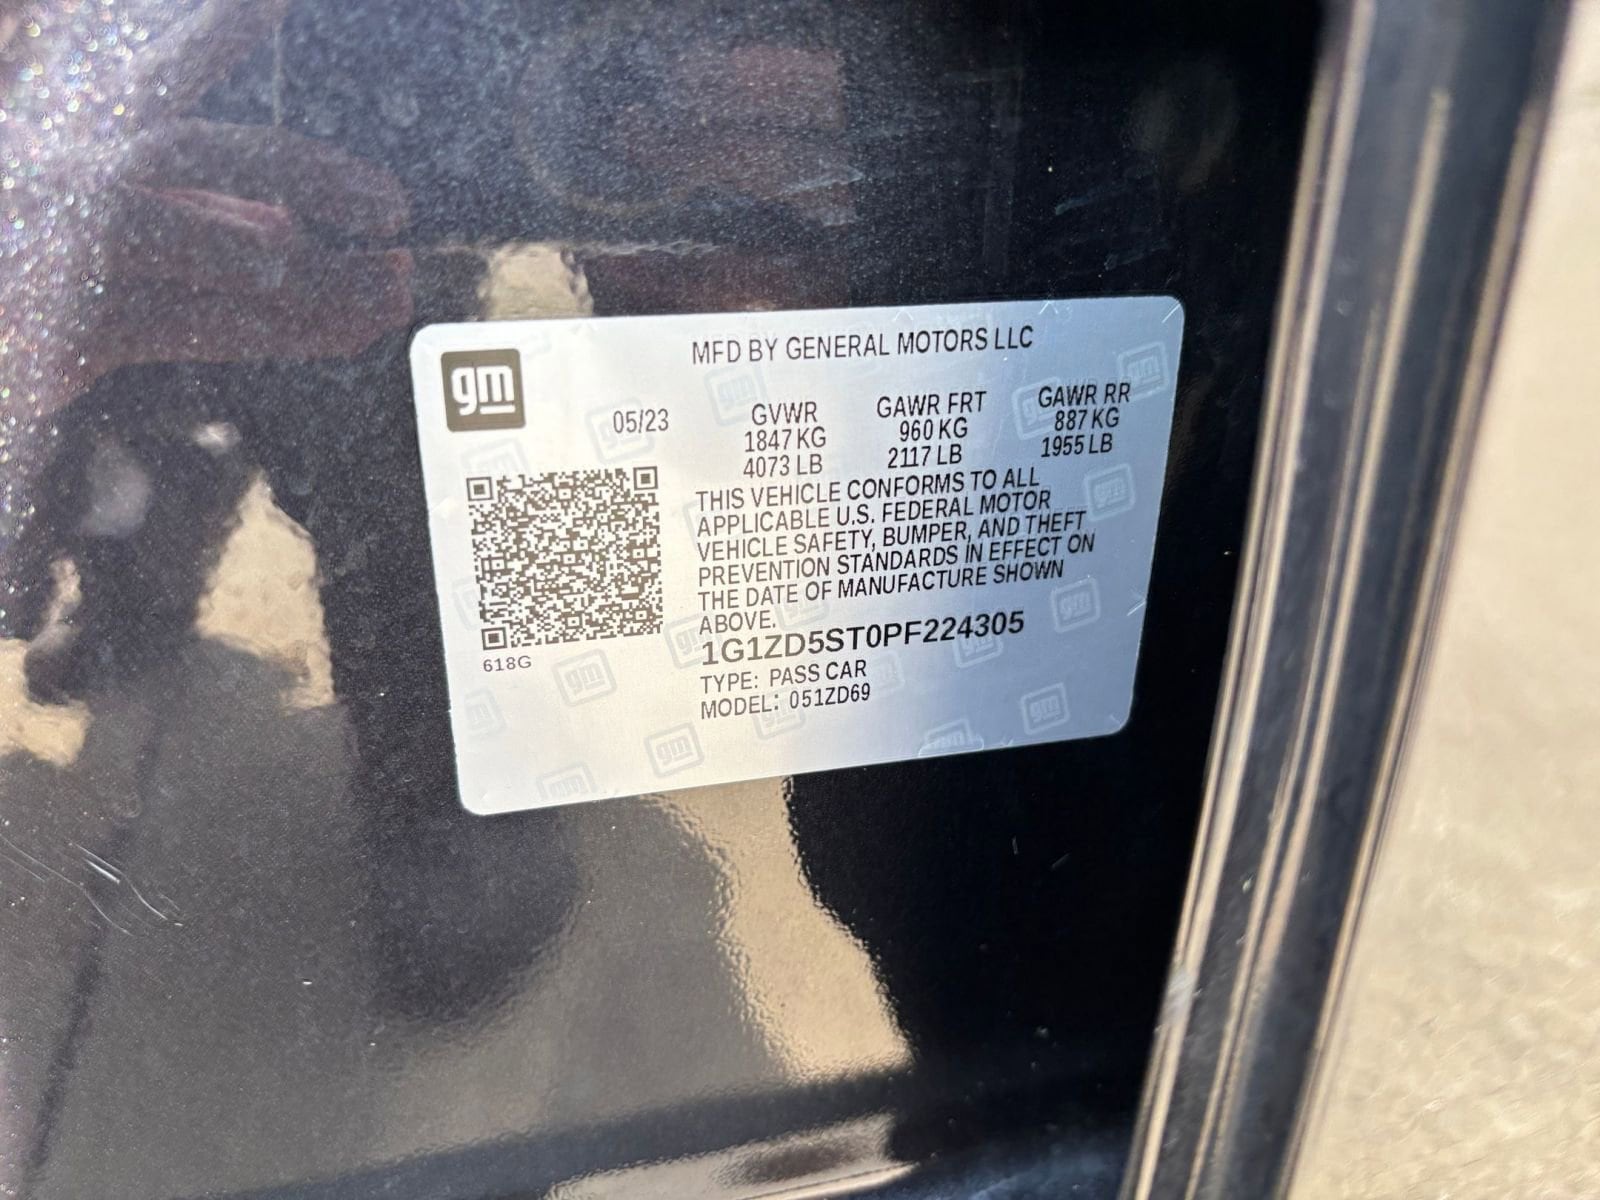 gm
MFD BY GENERAL MOTORS LLC
05/23 GVWR GAWR FRT GAWR RR
1847 KG 960 KG 887 KG
4073 LB 2117 LB 1955 LB
THIS VEHICLE CONFORMS TO ALL
APPLICABLE U.S. FEDERAL MOTOR
VEHICLE SAFETY, BUMPER, AND THEFT
PREVENTION STANDARDS IN EFFECT ON
THE DATE OF MANUFACTURE SHOWN
ABOVE.
1G1ZD5ST0PF224305
618G
TYPE: PASS CAR
MODEL: 051ZD69